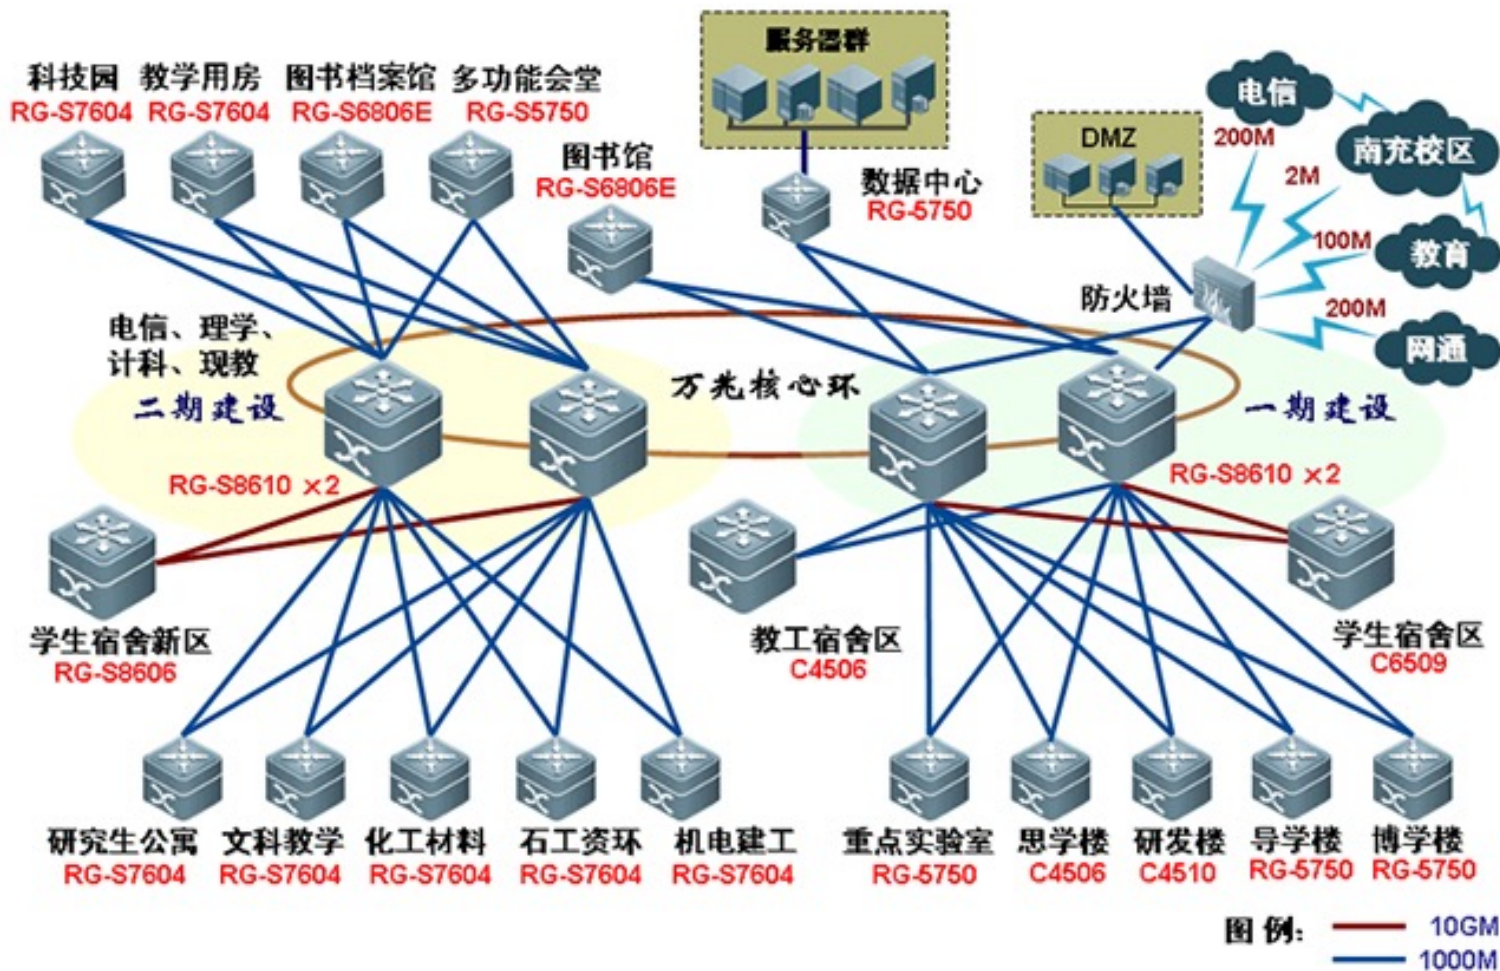 服务器群
科技园
RG-S7604
教学用房
RG-S7604
图书档案馆
RG-S6806E
多功能会堂
RG-S5750
图书馆
RG-S6806E
数据中心
RG-5750
DMZ
防火墙
电信
200M
南充校区
2M
教育
100M
网通
200M
电信、理学、
计科、现教
二期建设
万兆核心环
一期建设
RG-S8610 ×2
RG-S8610 ×2
学生宿舍新区
RG-S8606
教工宿舍区
C4506
学生宿舍区
C6509
研究生公寓
RG-S7604
文科教学
RG-S7604
化工材料
RG-S7604
石工资环
RG-S7604
机电建工
RG-S7604
重点实验室
RG-5750
思学楼
C4506
研发楼
C4510
导学楼
RG-5750
博学楼
RG-5750
图例：
10GM
1000M